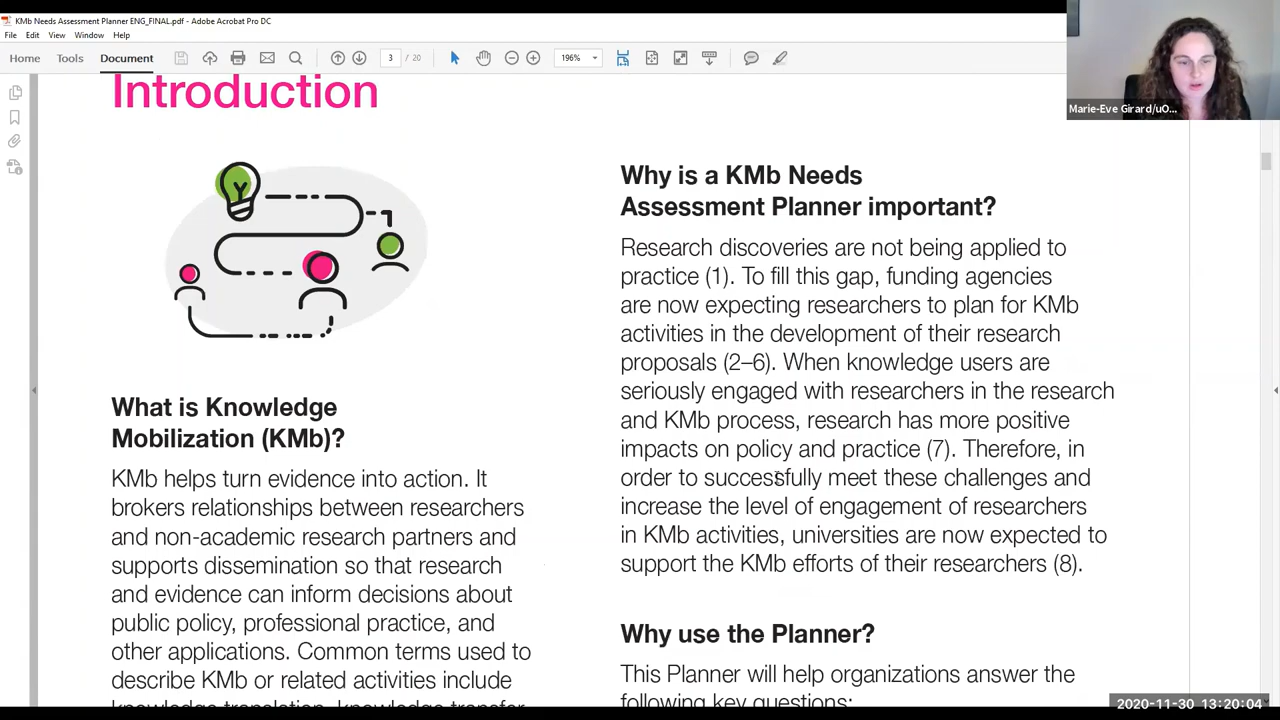 KMb Needs Assessment Planner ENG_FINAL.pdf - Adobe Acrobat Pro DC
File Edit View Window Help
Home Tools Document 3 / 20 196%
Marie-Eve Girard/uO...
Introduction
What is Knowledge
Mobilization (KMb)?
KMb helps turn evidence into action. It
brokers relationships between researchers
and non-academic research partners and
supports dissemination so that research
and evidence can inform decisions about
public policy, professional practice, and
other applications. Common terms used to
describe KMb or related activities include
knowledge translation, knowledge transfer
Why is a KMb Needs
Assessment Planner important?
Research discoveries are not being applied to
practice (1). To fill this gap, funding agencies
are now expecting researchers to plan for KMb
activities in the development of their research
proposals (2–6). When knowledge users are
seriously engaged with researchers in the research
and KMb process, research has more positive
impacts on policy and practice (7). Therefore, in
order to successfully meet these challenges and
increase the level of engagement of researchers
in KMb activities, universities are now expected to
support the KMb efforts of their researchers (8).
Why use the Planner?
This Planner will help organizations answer the
following key questions:
2020-11-30 13:20:04